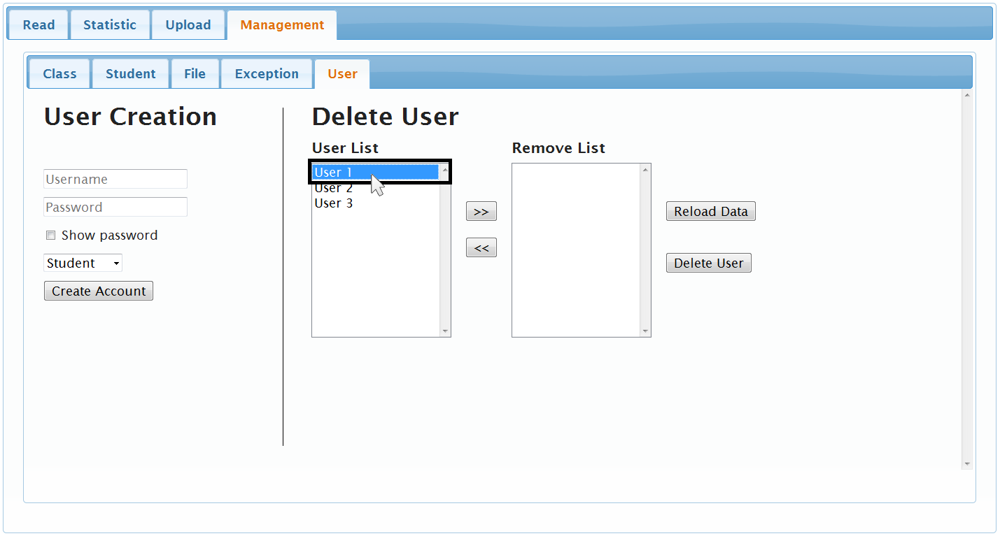 Read Statistic Upload Management
Class Student File Exception User
User Creation
Username
Password
Show password
Student
Create Account
Delete User
User List
User 1
User 2
User 3
>>
<<
Remove List
Reload Data
Delete User